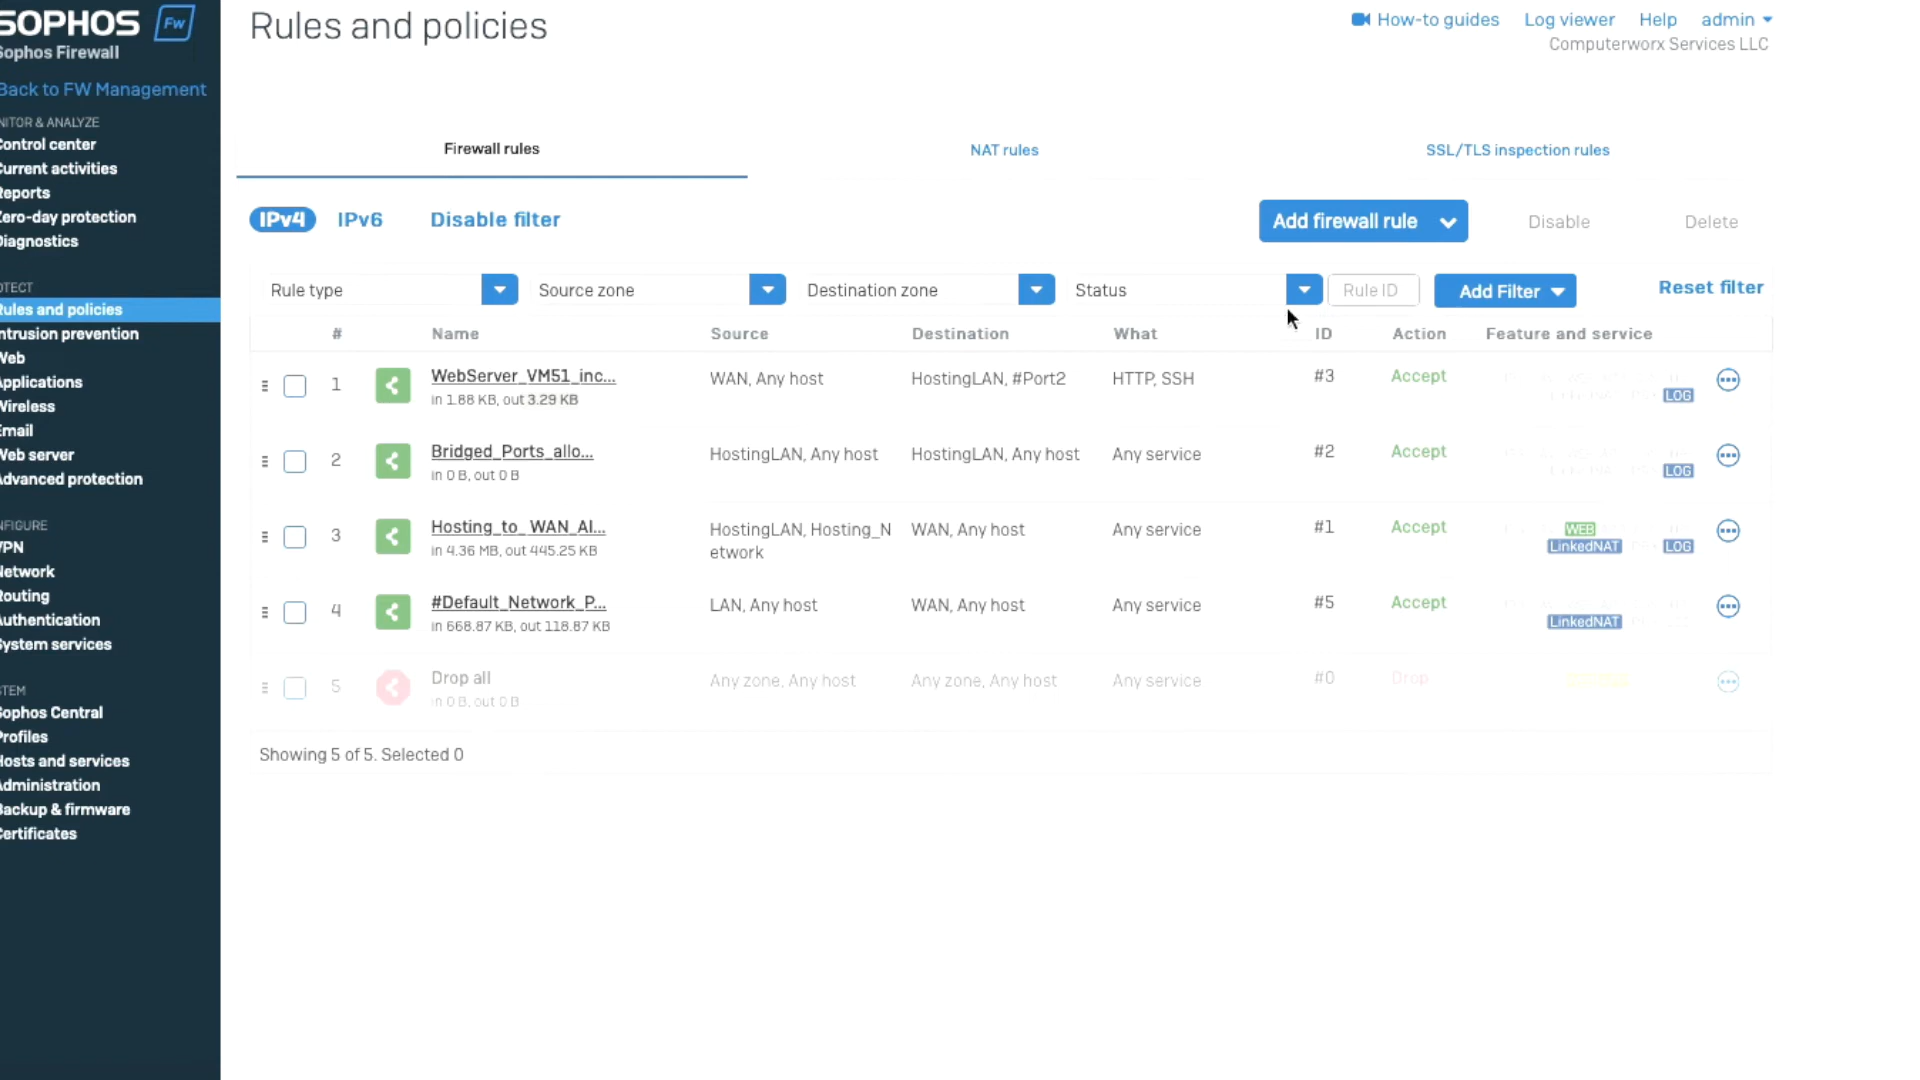 SOPHOS Fw
Sophos Firewall
Rules and policies
How-to guides Log viewer Help admin
Computerworx Services LLC
Back to FW Management
NITOR & ANALYZE
Control center
Current activities
Reports
Zero-day protection
Diagnostics
OTECT
Rules and policies
ntrusion prevention
Web
Applications
Wireless
Email
Web server
Advanced protection
NFIGURE
VPN
Network
Routing
Authentication
System services
STEM
Sophos Central
Profiles
Hosts and services
Administration
Backup & firmware
Certificates
Firewall rules NAT rules SSL/TLS inspection rules
IPv4 IPv6 Disable filter Add firewall rule Disable Delete
Rule type Source zone Destination zone Status Rule ID Add Filter Reset filter
# Name Source Destination What ID Action Feature and service
1 WebServer_VM51_inc... WAN, Any host HostingLAN, #Port2 HTTP, SSH #3 Accept
in 1.88 KB, out 3.29 KB LOG
2 Bridged_Ports_allo... HostingLAN, Any host HostingLAN, Any host Any service #2 Accept
in 0 B, out 0 B LOG
3 Hosting_to_WAN_Al... HostingLAN, Hosting_N WAN, Any host Any service #1 Accept WEB
in 4.36 MB, out 445.25 KB etwork LinkedNAT LOG
4 #Default_Network_P... LAN, Any host WAN, Any host Any service #5 Accept
in 668.87 KB, out 118.87 KB LinkedNAT
5 Drop all Any zone, Any host Any zone, Any host Any service #0 Drop
in 0 B, out 0 B
Showing 5 of 5. Selected 0